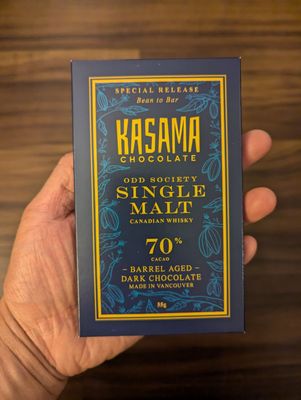 SPECIAL RELEASE
Bean to Bar
KASAMA
CHOCOLATE
ODD SOCIETY
SINGLE
MALT
CANADIAN WHISKY
70%
CACAO
– BARREL AGED –
DARK CHOCOLATE
MADE IN VANCOUVER